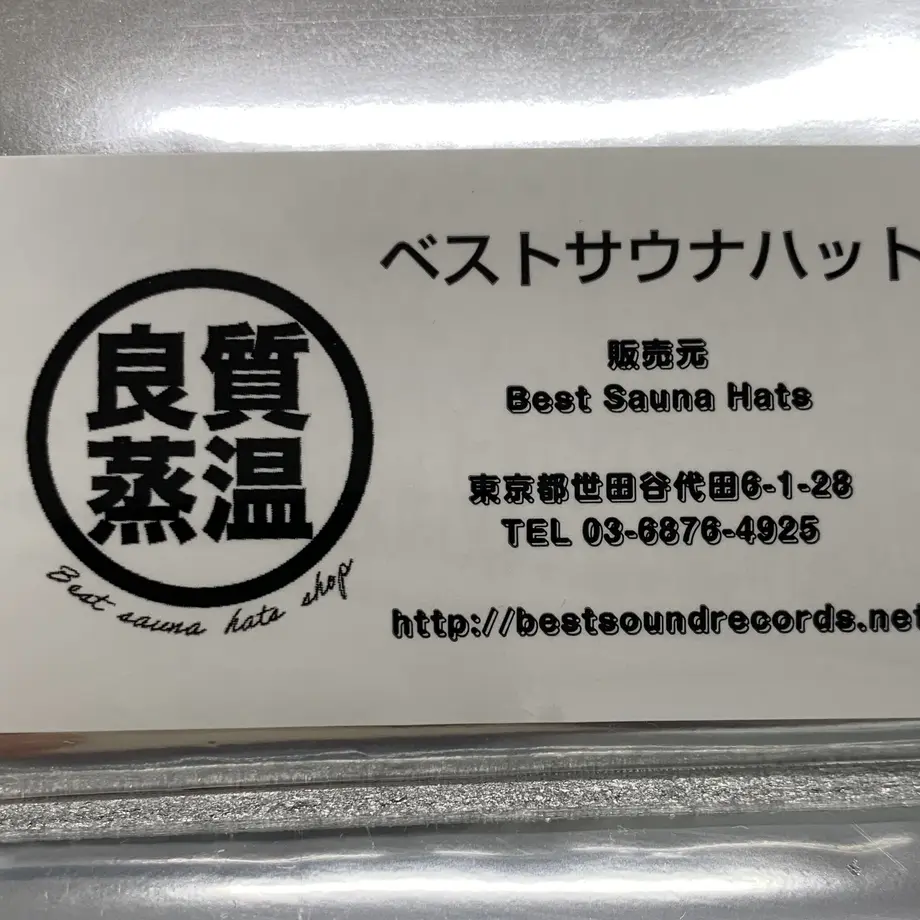 良質
蒸温
Best sauna hats shop
ベストサウナハット
販売元
Best Sauna Hats
東京都世田谷代田6-1-28
TEL 03-6876-4925
http://bestsoundrecords.net